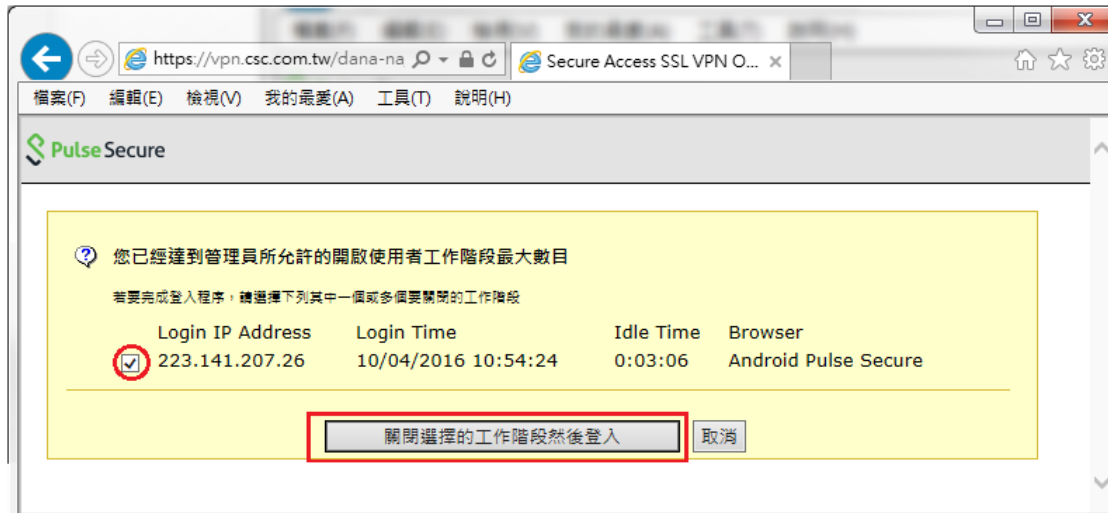 https://vpn.csc.com.tw/dana-na
Secure Access SSL VPN O...
檔案(F) 編輯(E) 檢視(V) 我的最愛(A) 工具(T) 說明(H)
Pulse Secure
您已經達到管理員所允許的開啟使用者工作階段最大數目
若要完成登入程序，請選擇下列其中一個或多個要關閉的工作階段
Login IP Address Login Time Idle Time Browser
223.141.207.26 10/04/2016 10:54:24 0:03:06 Android Pulse Secure
關閉選擇的工作階段然後登入 取消